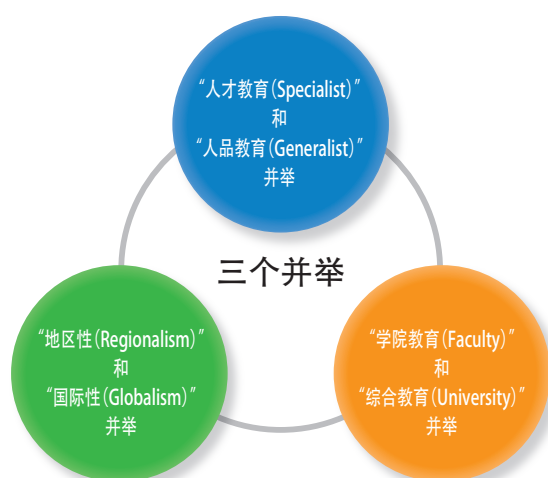 “人才教育(Specialist)”
和
“人品教育(Generalist)”
并举
三个并举
“地区性(Regionalism)”
和
“国际性(Globalism)”
并举
“学院教育(Faculty)”
和
“综合教育(University)”
并举